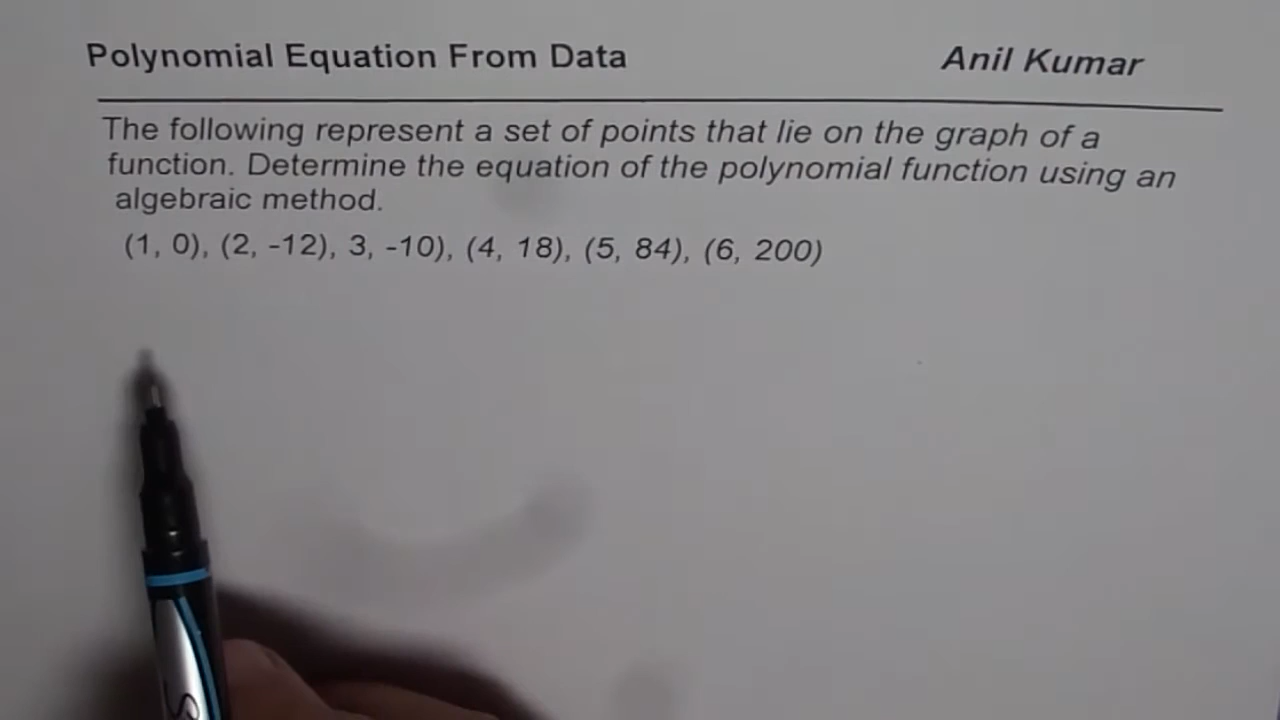 Polynomial Equation From Data Anil Kumar
The following represent a set of points that lie on the graph of a
function. Determine the equation of the polynomial function using an
algebraic method.
(1, 0), (2, -12), 3, -10), (4, 18), (5, 84), (6, 200)